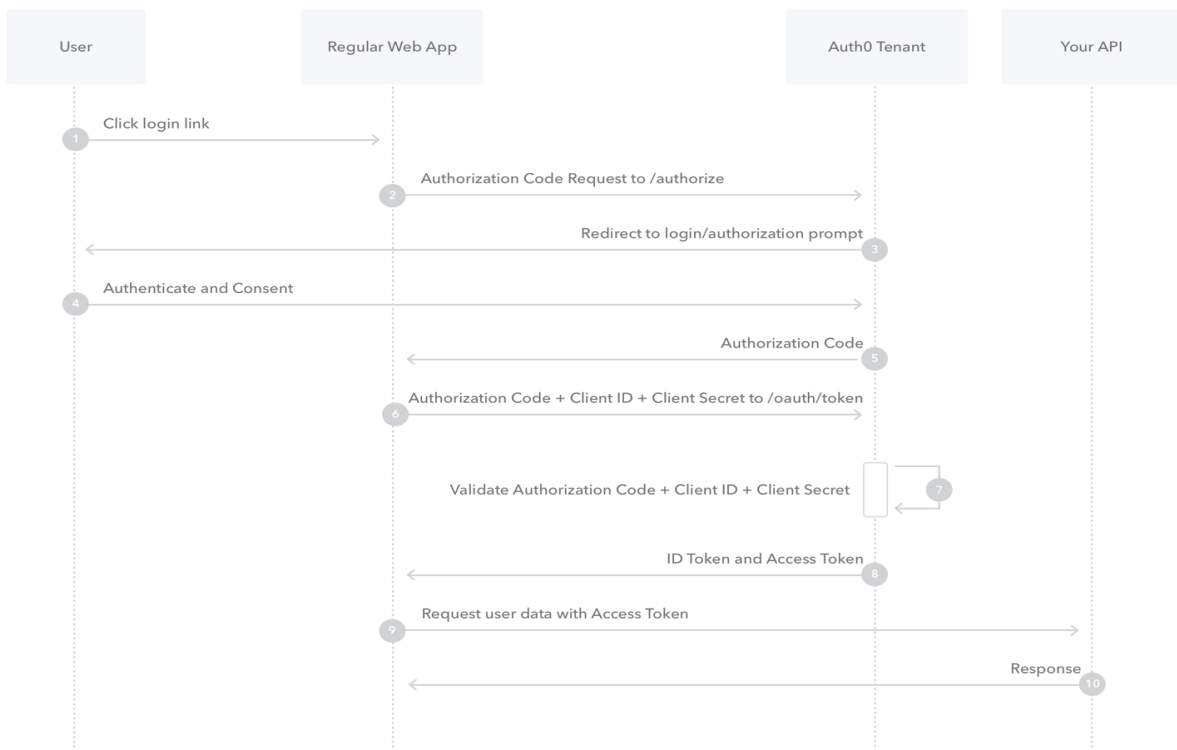 User
Regular Web App
Auth0 Tenant
Your API
Click login link
1
Authorization Code Request to /authorize
2
Redirect to login/authorization prompt
3
Authenticate and Consent
4
Authorization Code
5
Authorization Code + Client ID + Client Secret to /oauth/token
6
Validate Authorization Code + Client ID + Client Secret
7
ID Token and Access Token
8
Request user data with Access Token
9
Response
10